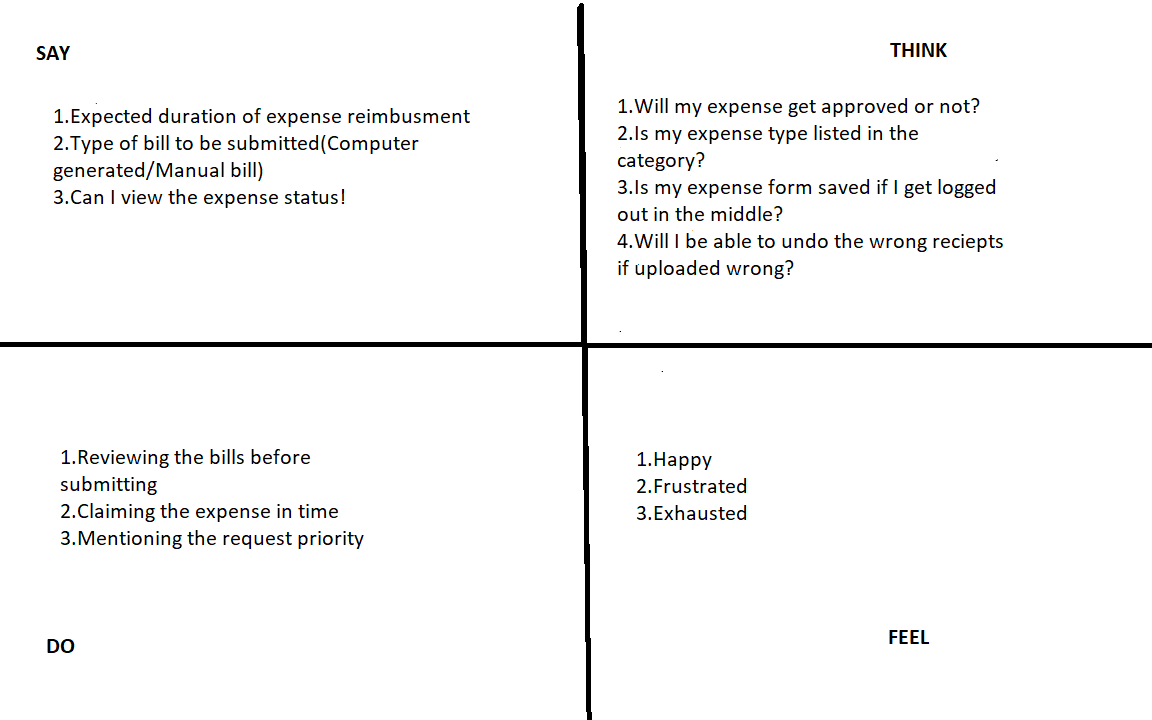 SAY
1.Expected duration of expense reimbusment
2.Type of bill to be submitted(Computer
generated/Manual bill)
3.Can I view the expense status!
THINK
1.Will my expense get approved or not?
2.Is my expense type listed in the
category?
3.Is my expense form saved if I get logged
out in the middle?
4.Will I be able to undo the wrong reciepts
if uploaded wrong?
1.Reviewing the bills before
submitting
2.Claiming the expense in time
3.Mentioning the request priority
DO
1.Happy
2.Frustrated
3.Exhausted
FEEL